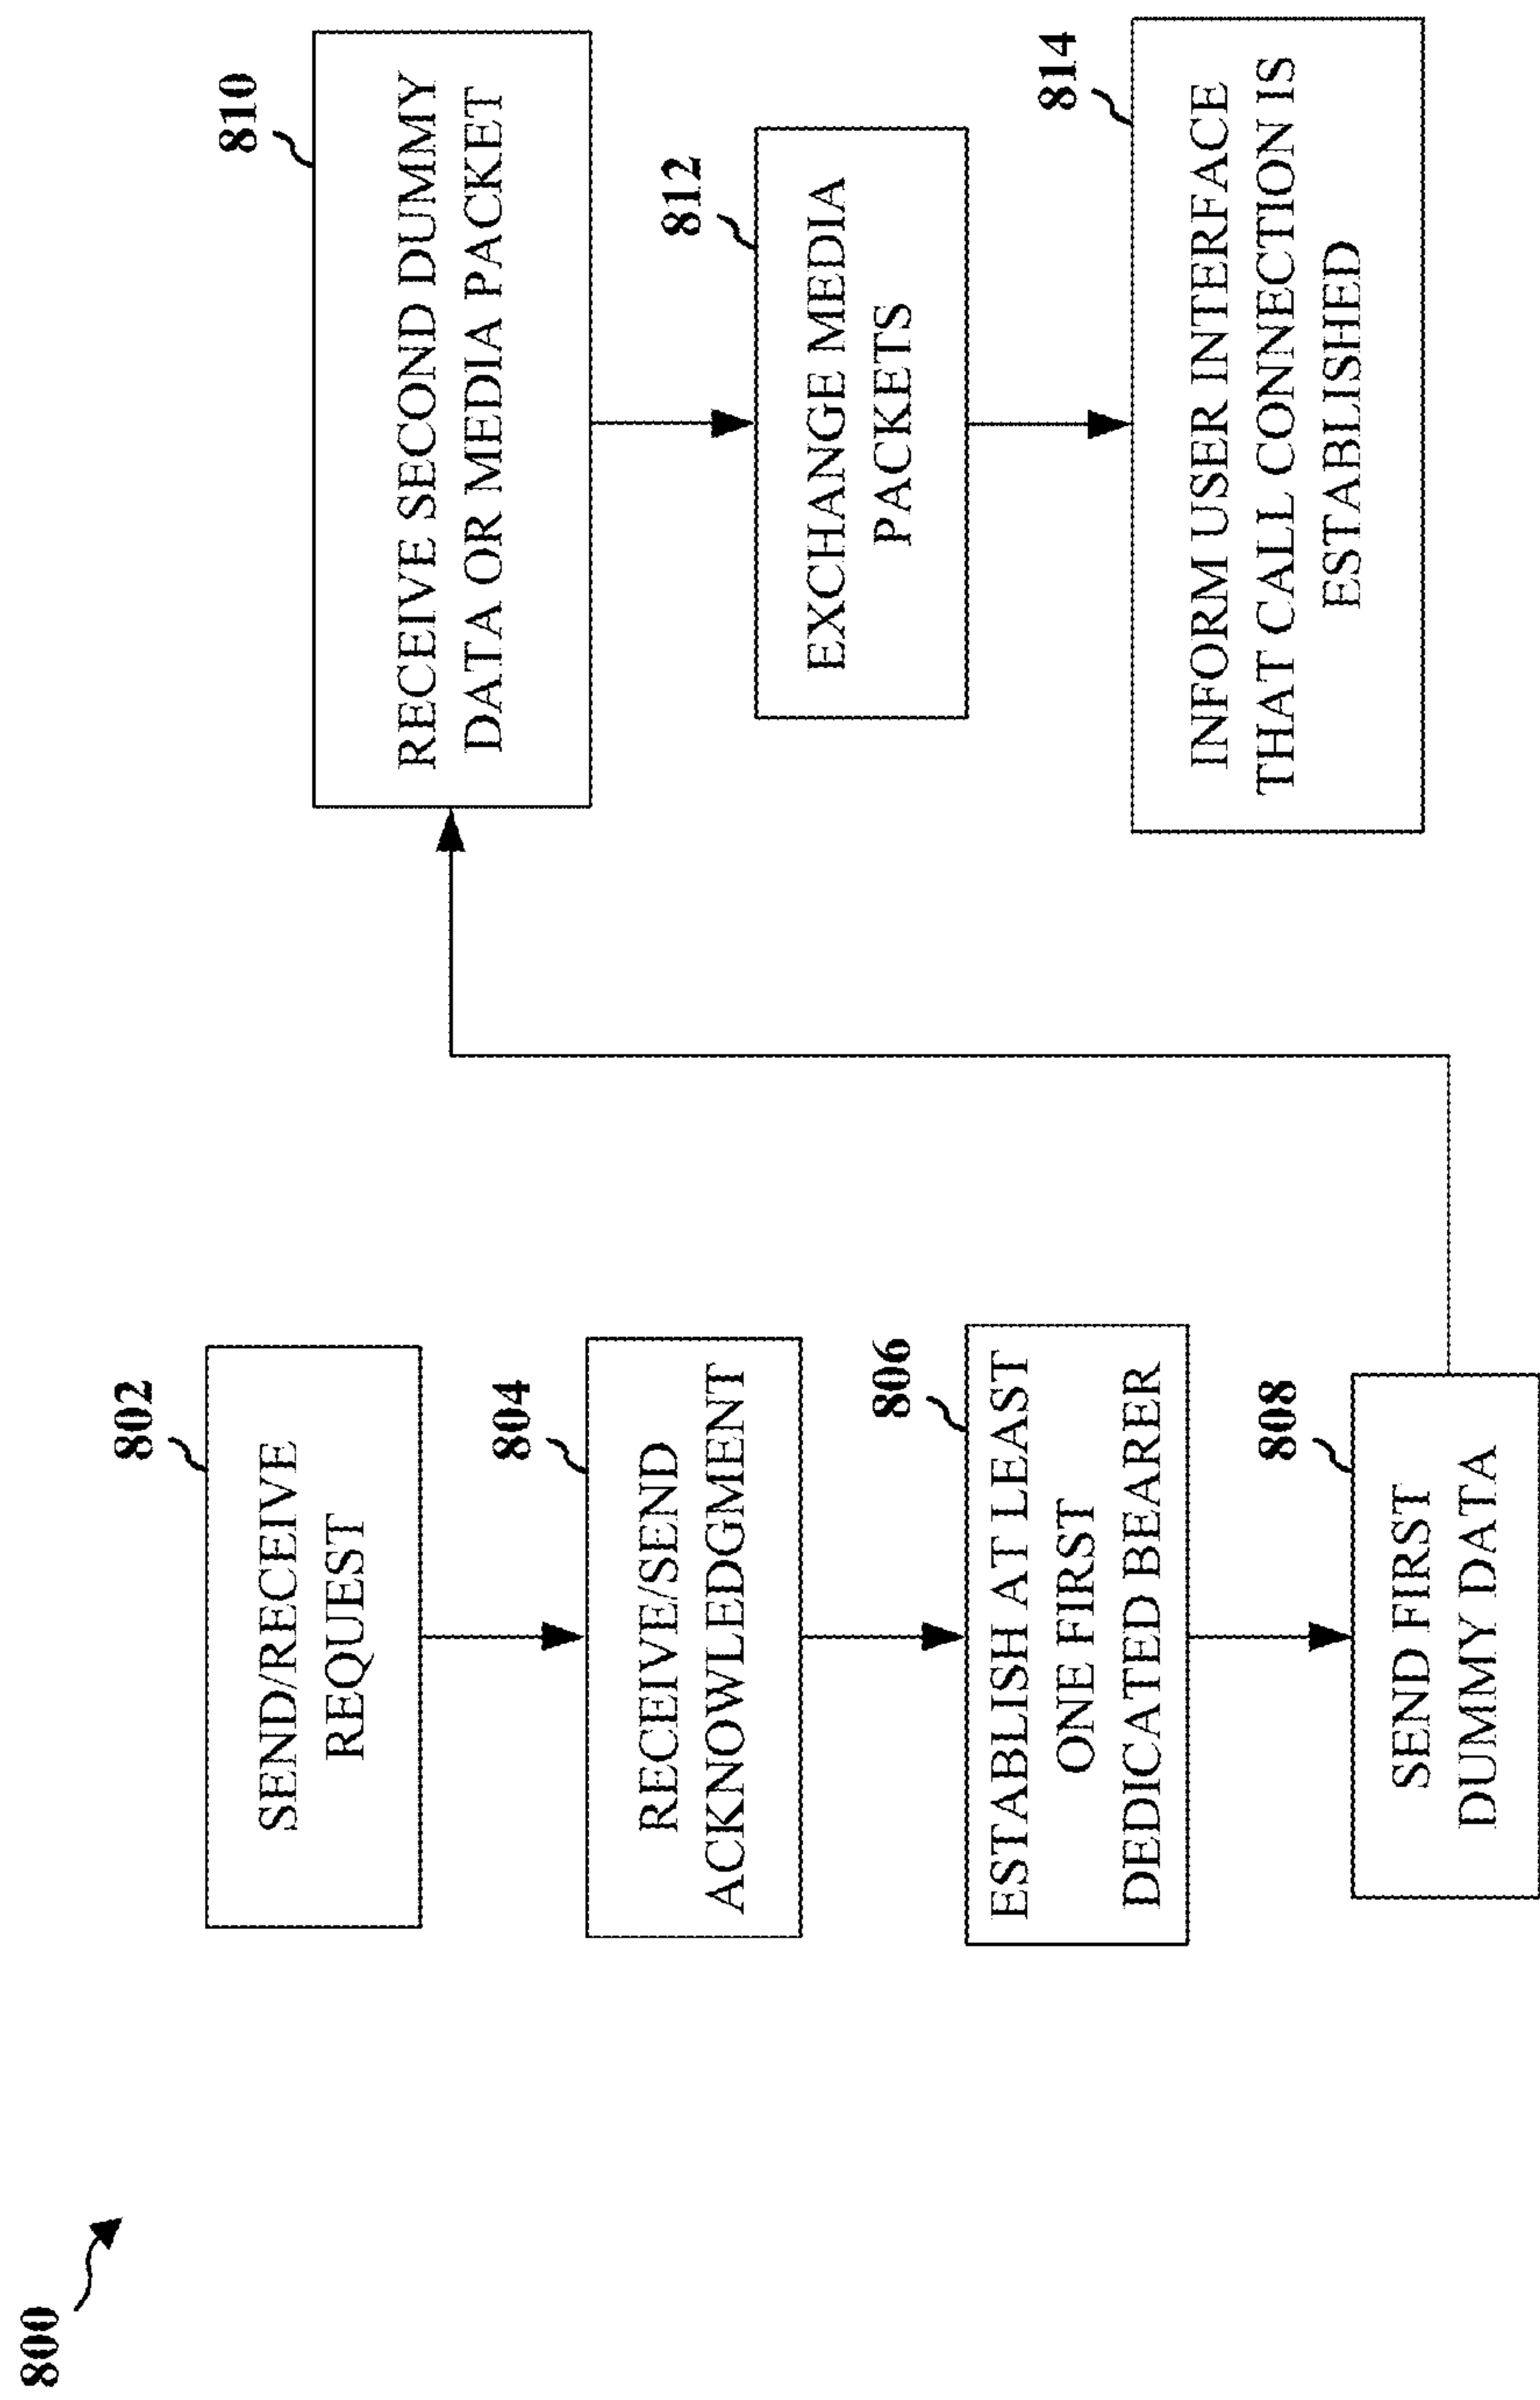 800
802
SEND/RECEIVE
REQUEST
804
RECEIVE/SEND
ACKNOWLEDGMENT
806
ESTABLISH AT LEAST
ONE FIRST
DEDICATED BEARER
808
SEND FIRST
DUMMY DATA
810
RECEIVE SECOND DUMMY
DATA OR MEDIA PACKET
812
EXCHANGE MEDIA
PACKETS
814
INFORM USER INTERFACE
THAT CALL CONNECTION IS
ESTABLISHED